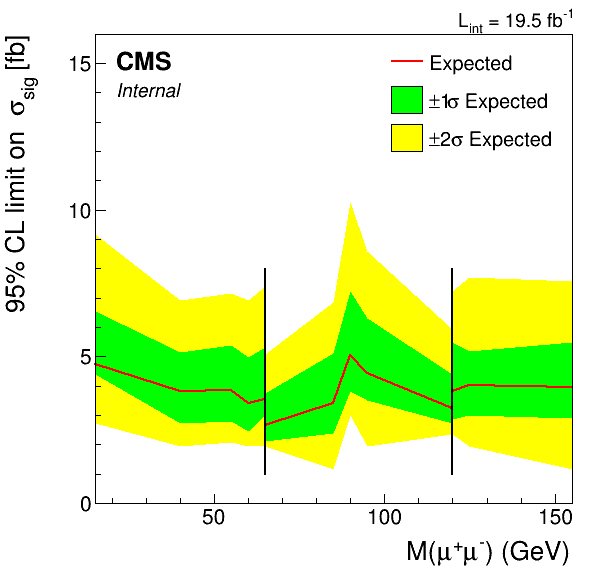 L_int = 19.5 fb⁻¹
CMS
Internal
Expected
±1σ Expected
±2σ Expected
95% CL limit on σ_sig [fb]
15
10
5
0
50
100
150
M(μ⁺μ⁻) (GeV)